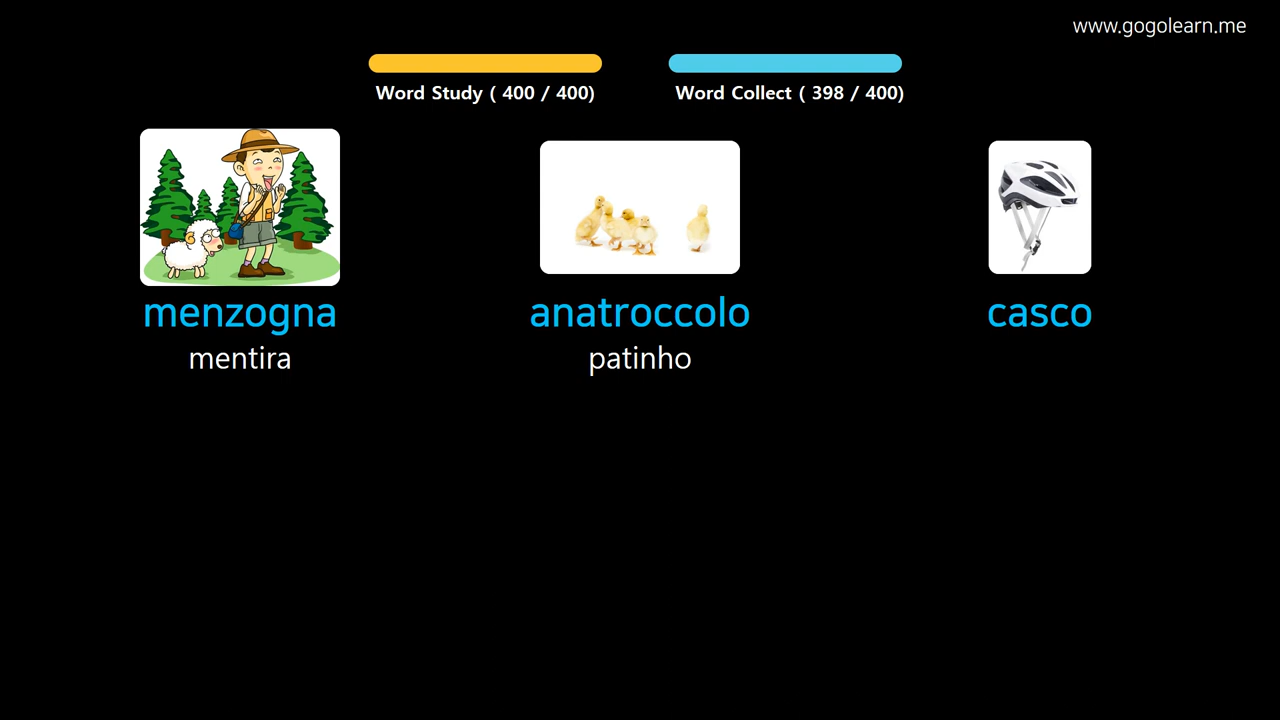 www.gogolearn.me
Word Study ( 400 / 400)
Word Collect ( 398 / 400)
menzogna
mentira
anatroccolo
patinho
casco